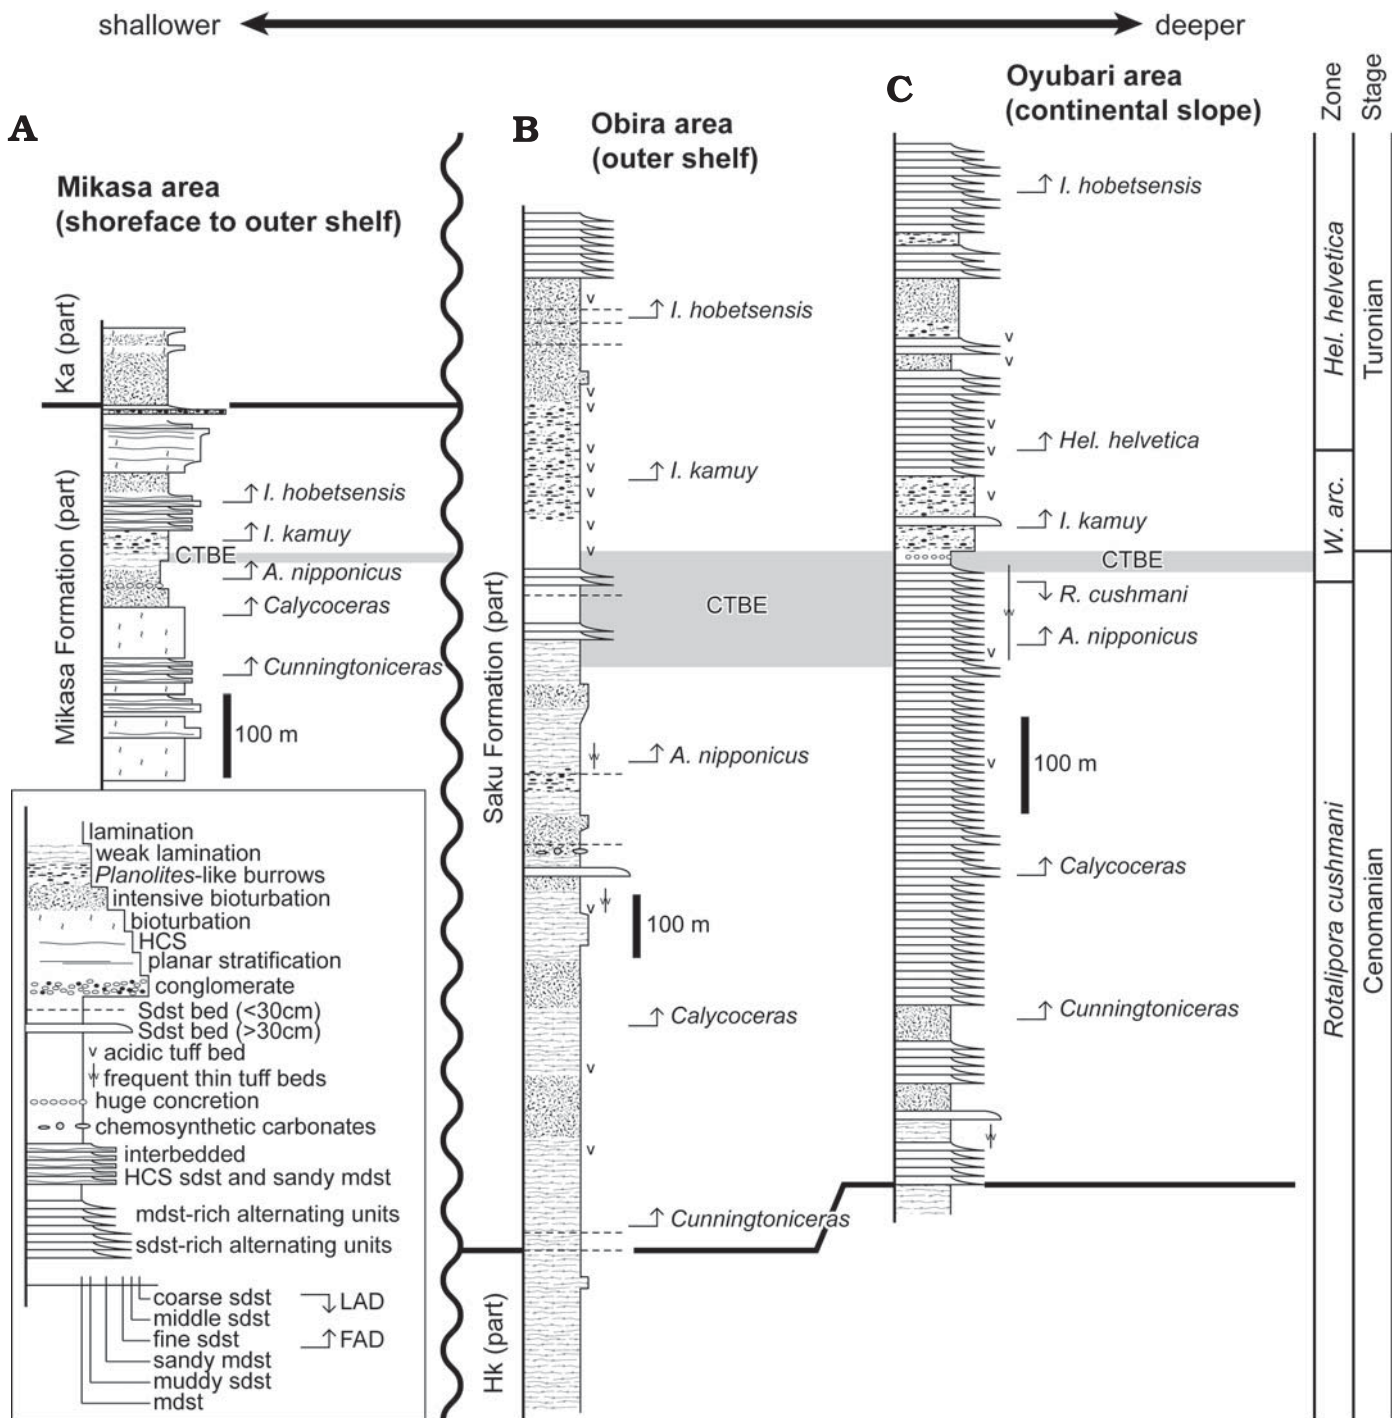 shallower
deeper
A
Mikasa area
(shoreface to outer shelf)
Ka (part)
Mikasa Formation (part)
I. hobetsensis
I. kamuy
CTBE
A. nipponicus
Calycoceras
Cunningtoniceras
100 m
B
Obira area
(outer shelf)
Saku Formation (part)
Hk (part)
I. hobetsensis
I. kamuy
CTBE
A. nipponicus
100 m
Calycoceras
Cunningtoniceras
C
Oyubari area
(continental slope)
I. hobetsensis
Hel. helvetica
I. kamuy
CTBE
R. cushmani
A. nipponicus
100 m
Calycoceras
Cunningtoniceras
Zone
Stage
Hel. helvetica
W. arc.
Rotalipora cushmani
Turonian
Cenomanian
lamination
weak lamination
Planolites-like burrows
intensive bioturbation
bioturbation
HCS
planar stratification
conglomerate
Sdst bed (<30cm)
Sdst bed (>30cm)
v acidic tuff bed
frequent thin tuff beds
huge concretion
chemosynthetic carbonates
interbedded
HCS sdst and sandy mdst
mdst-rich alternating units
sdst-rich alternating units
coarse sdst
middle sdst
fine sdst
sandy mdst
muddy sdst
mdst
LAD
FAD